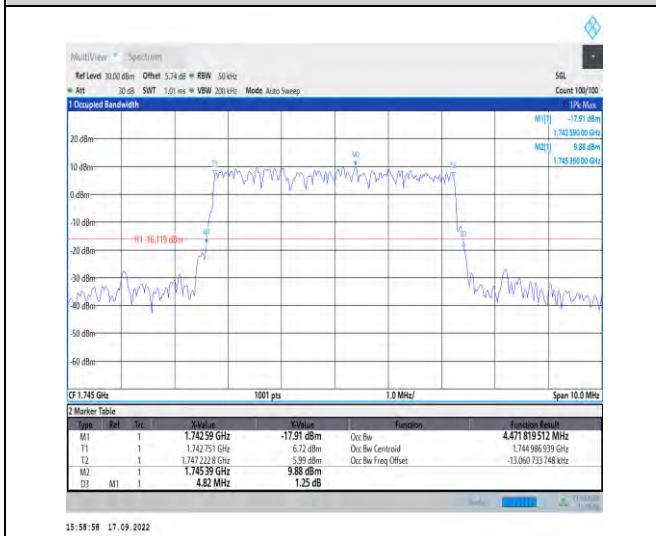 MultiView Spectrum
Ref Level 30.00 dBm Offset 5.74 dB RBW 50 kHz SGL
Att 30 dB SWT 1.01 ms VBW 200 kHz Mode Auto Sweep Count 100/100
1 Occupied Bandwidth 1Pk Max
M1[1] -17.91 dBm
1.742 590 00 GHz
M2[1] 9.88 dBm
1.745 390 00 GHz
20 dBm
10 dBm
0 dBm
-10 dBm
H1 -16.119 dBm
-20 dBm
-30 dBm
-40 dBm
-50 dBm
-60 dBm
T1
M2
T2
M1
D3
CF 1.745 GHz 1001 pts 1.0 MHz/ Span 10.0 MHz
2 Marker Table
Type Ref Trc X-Value Y-Value Function Function Result
M1 1 1.742 59 GHz -17.91 dBm Occ Bw 4.471 819 512 MHz
T1 1 1.742 751 GHz 6.72 dBm Occ Bw Centroid 1.744 986 939 GHz
T2 1 1.747 222 8 GHz 5.99 dBm Occ Bw Freq Offset -13.060 733 748 kHz
M2 1 1.745 39 GHz 9.88 dBm
D3 M1 1 4.82 MHz 1.25 dB
15:58:58 17.09.2022